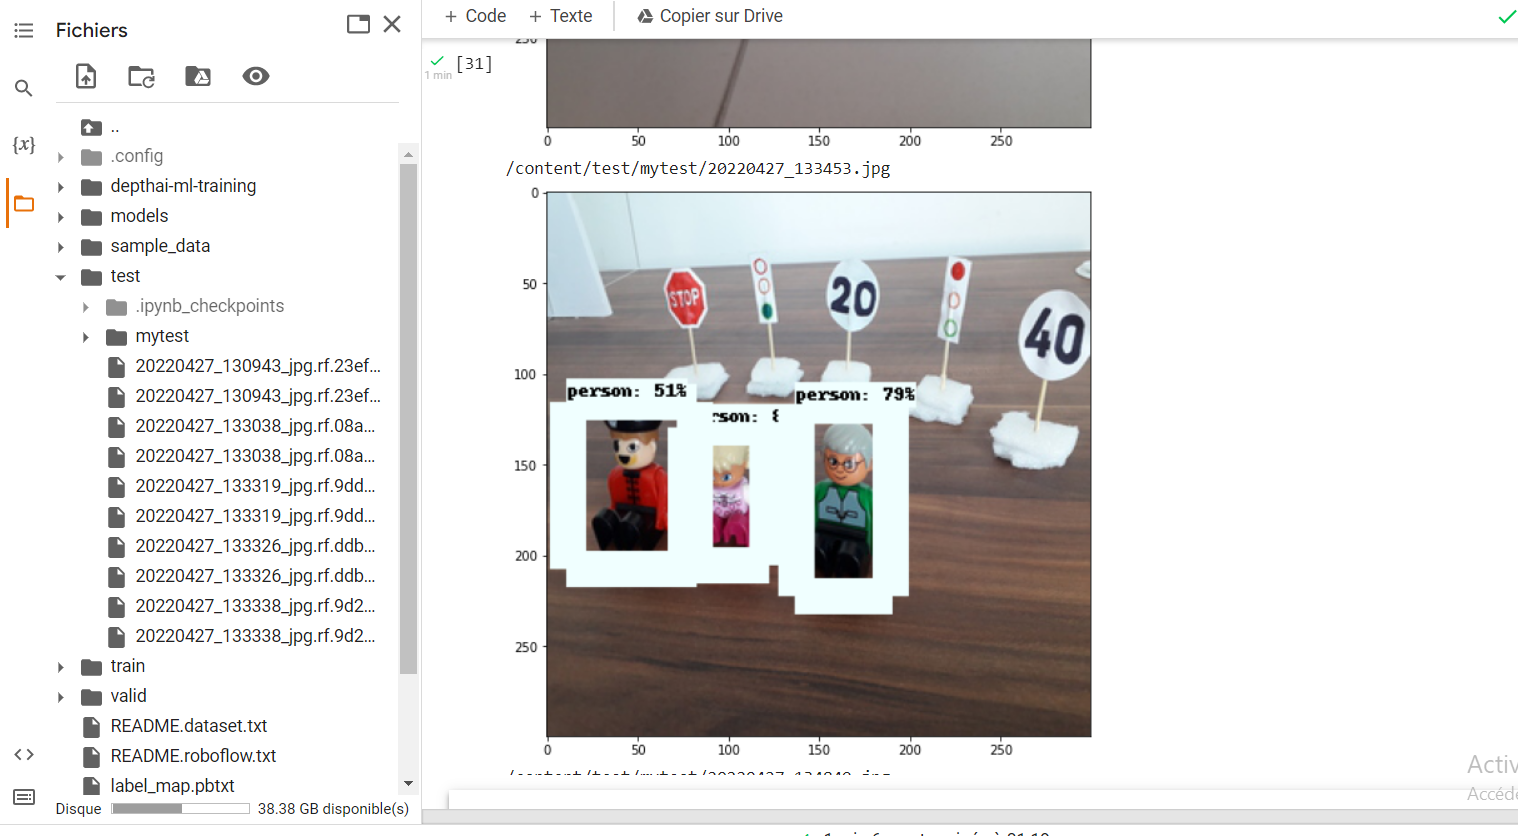 Fichiers
+ Code + Texte Copier sur Drive
[31]
1 min
{x}
..
.config
depthai-ml-training
models
sample_data
test
.ipynb_checkpoints
mytest
20220427_130943_jpg.rf.23ef...
20220427_130943_jpg.rf.23ef...
20220427_133038_jpg.rf.08a...
20220427_133038_jpg.rf.08a...
20220427_133319_jpg.rf.9dd...
20220427_133319_jpg.rf.9dd...
20220427_133326_jpg.rf.ddb...
20220427_133326_jpg.rf.ddb...
20220427_133338_jpg.rf.9d2...
20220427_133338_jpg.rf.9d2...
train
valid
README.dataset.txt
README.roboflow.txt
label_map.pbtxt
Disque 38.38 GB disponible(s)
250
0 50 100 150 200 250
/content/test/mytest/20220427_133453.jpg
0
50
100
150
200
250
STOP
20
40
person: 51%
rson: 8
person: 79%
0 50 100 150 200 250
Activ
Accéde